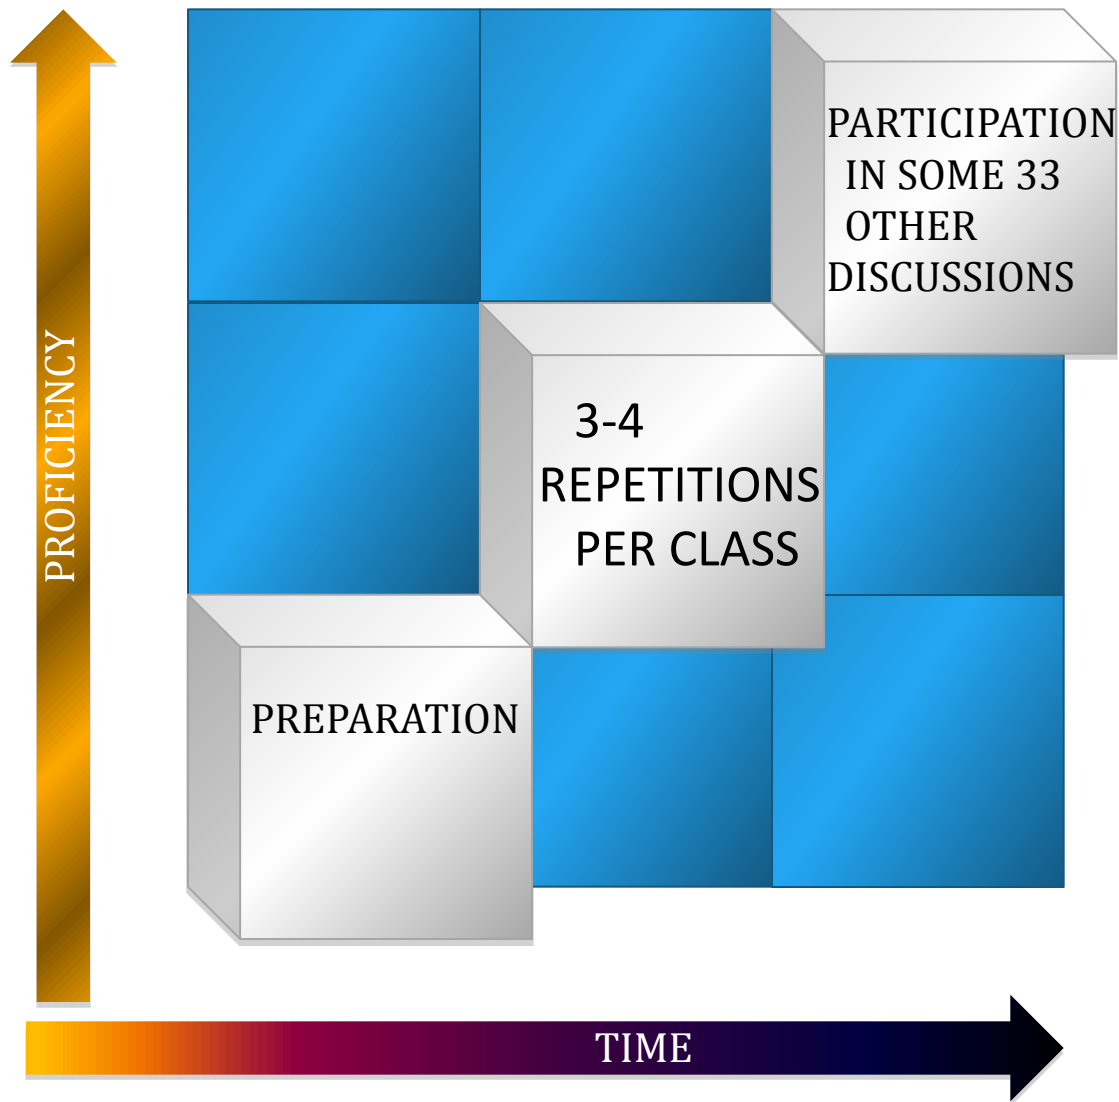 PARTICIPATION
IN SOME 33
OTHER
DISCUSSIONS
PROFICIENCY
3-4
REPETITIONS
PER CLASS
PREPARATION
TIME